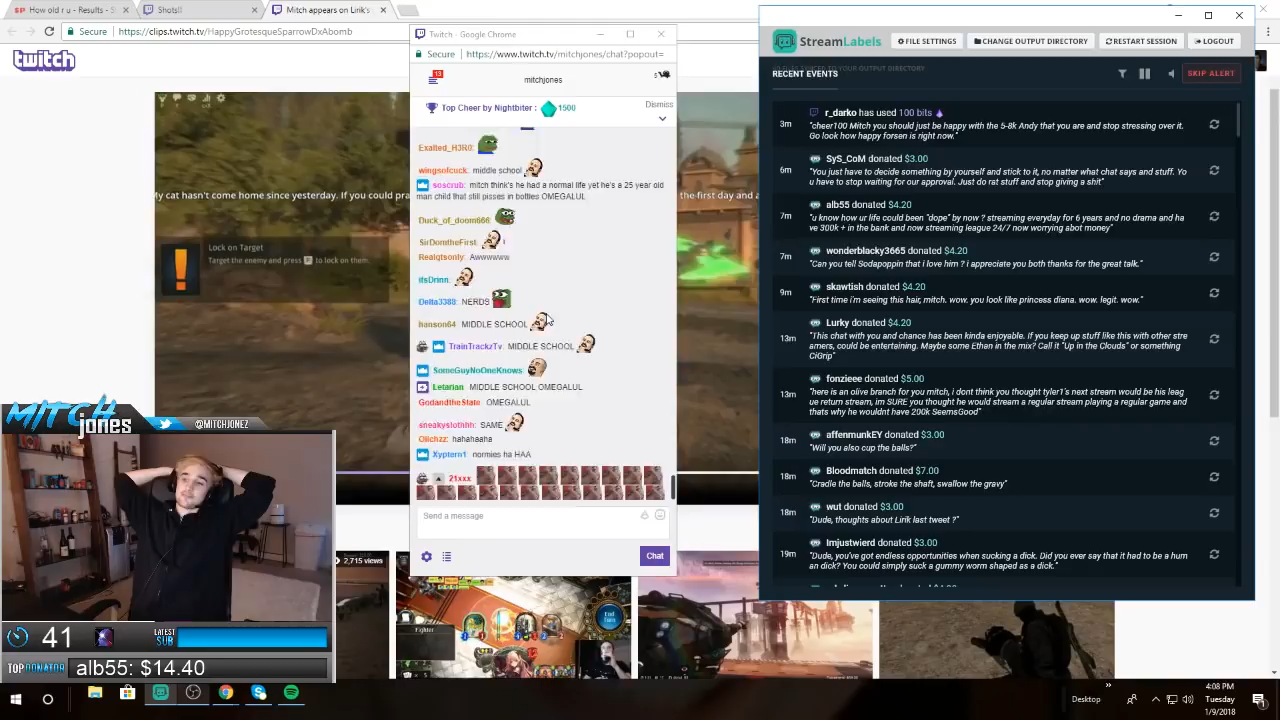 How old r u
Shots!!
Mitch appears on Link's
Secure
https://clips.twitch.tv/HappyGrotesqueSparrowDxAbomb
twitch
My cat hasn't come home since yesterday. If you
the first day and a
Lock on Target
Target the enemy and press to lock on them.
MITCH
jones
@MITCHJONEZ
41
LATEST
SUB
TOP DONATOR
alb55: $14.40
Twitch - Google Chrome
Secure
https://www.twitch.tv/mitchjones/chat?popout=
13
mitchjones
Top Cheer by Nightbiter :
1500
Dismiss
Exalted_H3R0:
wingsofcuck: middle school
soscrub: mitch think's he had a normal life yet he's a 25 year old
man child that still pisses in bottles OMEGALUL
Duck_of_doom666:
SirDomtheFirst:
Realqtsonly: Awwwwww
itsDrinn:
Delta3388: NERDS
hanson64: MIDDLE SCHOOL
TrainTrackzTv: MIDDLE SCHOOL
SomeGuyNoOneKnows:
Letarian: MIDDLE SCHOOL OMEGALUL
GodandtheState: OMEGALUL
sneakyslothhh: SAME
Olichzz: hahahaaha
Xyptern1: normies ha HAA
21xxx
Send a message
Chat
2,715 views
Fighter
End
Turn
StreamLabels
FILE SETTINGS
CHANGE OUTPUT DIRECTORY
RESTART SESSION
LOGOUT
SYNCED TO YOUR OUTPUT DIRECTORY
RECENT EVENTS
SKIP ALERT
3m
r_darko has used 100 bits
"cheer100 Mitch you should just be happy with the 5-8k Andy that you are and stop stressing over it.
Go look how happy forsen is right now."
6m
SyS_CoM donated $3.00
"You just have to decide something by yourself and stick to it, no matter what chat says and stuff. Yo
u have to stop waiting for our approval. Just do rat stuff and stop giving a shit"
7m
alb55 donated $4.20
"u know how ur life could been "dope" by now ? streaming everyday for 6 years and no drama and ha
ve 300k + in the bank and now streaming league 24/7 now worrying abot money"
7m
wonderblacky3665 donated $4.20
"Can you tell Sodapoppin that i love him ? i appreciate you both thanks for the great talk."
9m
skawtish donated $4.20
"First time i'm seeing this hair, mitch. wow. you look like princess diana. wow. legit. wow."
13m
Lurky donated $4.20
"This chat with you and chance has been kinda enjoyable. If you keep up stuff like this with other stre
amers, could be entertaining. Maybe some Ethan in the mix? Call it "Up in the Clouds" or something
CiGrip"
13m
fonzieee donated $5.00
"here is an olive branch for you mitch, i dont think you thought tyler1's next stream would be his leag
ue return stream, im SURE you thought he would stream a regular stream playing a regular game and
thats why he wouldnt have 200k SeemsGood"
18m
affenmunkEY donated $3.00
"Will you also cup the balls?"
18m
Bloodmatch donated $7.00
"Cradle the balls, stroke the shaft, swallow the gravy"
18m
wut donated $3.00
"Dude, thoughts about Lirik last tweet ?"
19m
Imjustwierd donated $3.00
"Dude, you've got endless opportunities when sucking a dick. Did you ever say that it had to be a hum
an dick? You could simply suck a gummy worm shaped as a dick."
Desktop
4:08 PM
Tuesday
1/9/2018